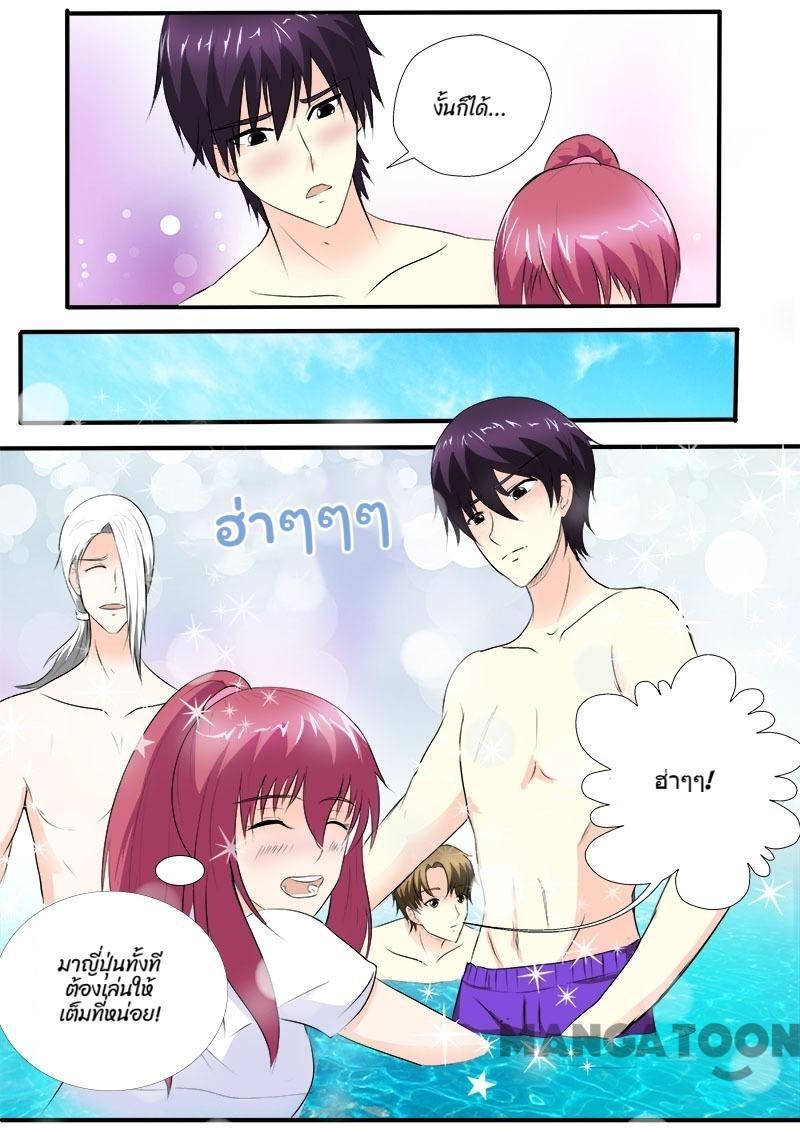 งั้นก็ได้...
ฮ่าๆๆๆๆ
ฮ่าๆๆ!
มาญี่ปุ่นทั้งที
ต้องเล่นให้
เต็มที่หน่อย!
MANGATOON